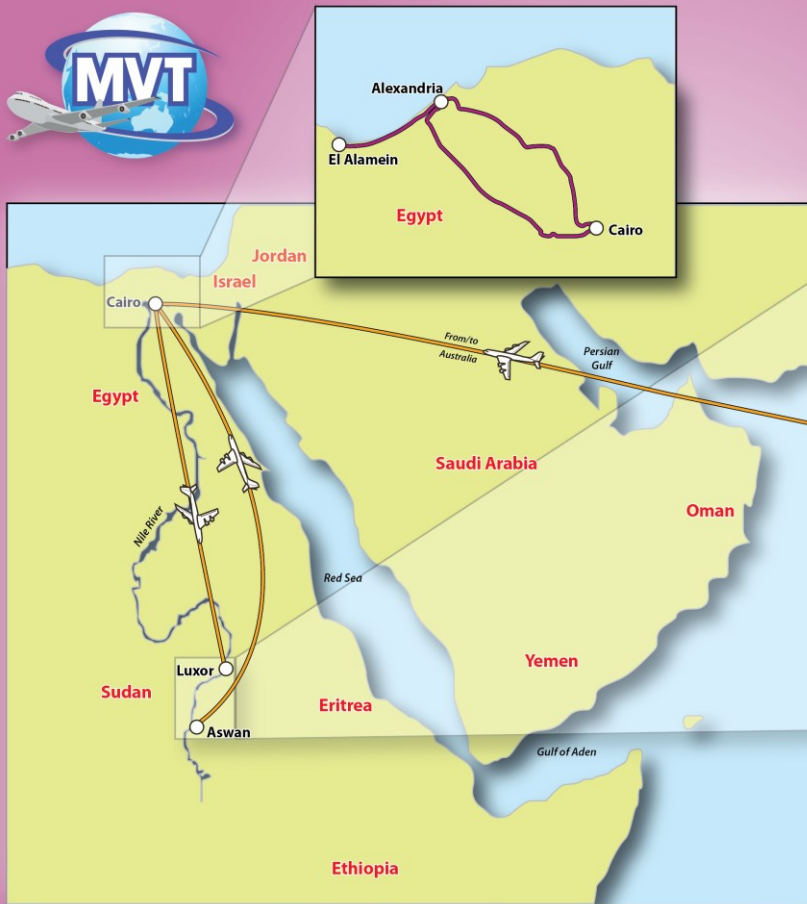 MVT
Alexandria
El Alamein
Egypt
Cairo
Jordan
Israel
Cairo
From/to
Australia
Persian
Gulf
Egypt
Saudi Arabia
Oman
Nile River
Red Sea
Luxor
Yemen
Sudan
Eritrea
Aswan
Gulf of Aden
Ethiopia